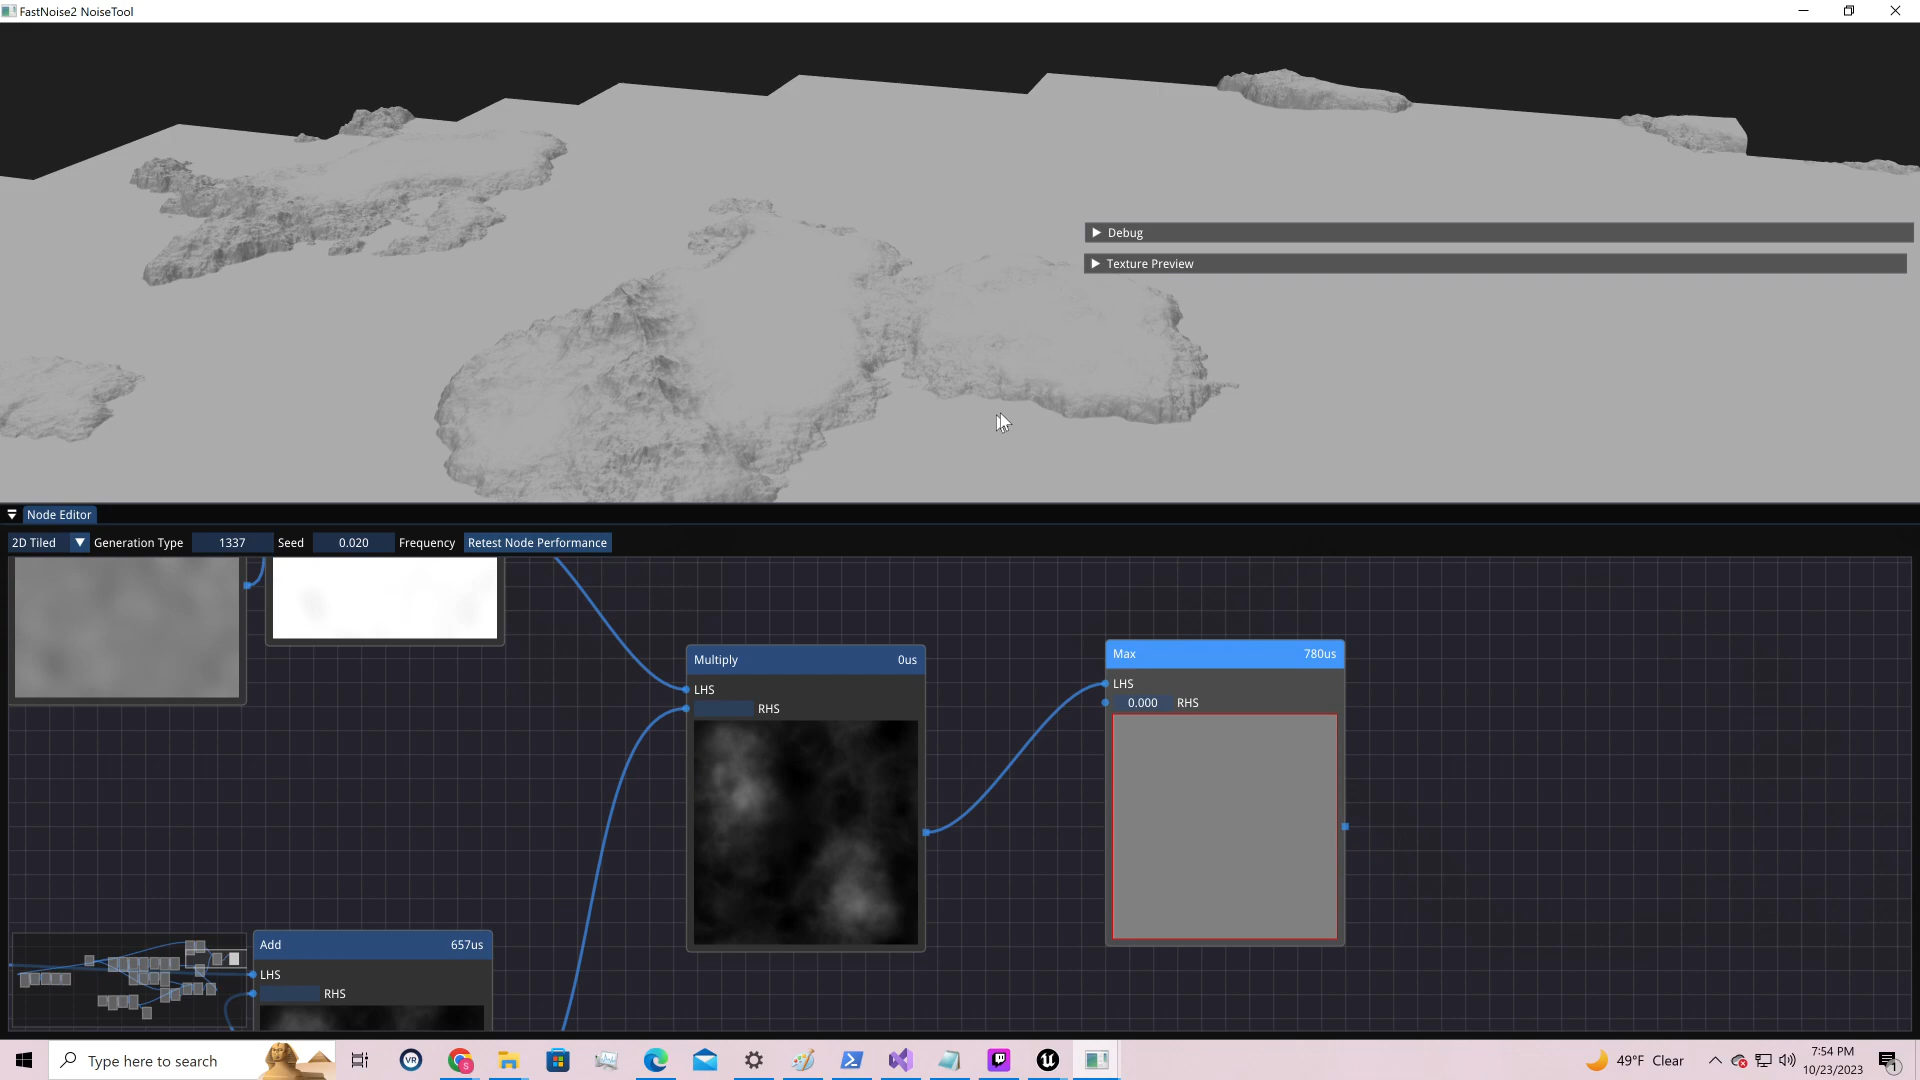 FastNoise2 NoiseTool
Debug
Texture Preview
Node Editor
2D Tiled Generation Type 1337 Seed 0.020 Frequency Retest Node Performance
Multiply 0us
LHS
RHS
Max 780us
LHS
0.000 RHS
Add 657us
LHS
RHS
Type here to search
VR
S
49°F Clear
7:54 PM
10/23/2023
1